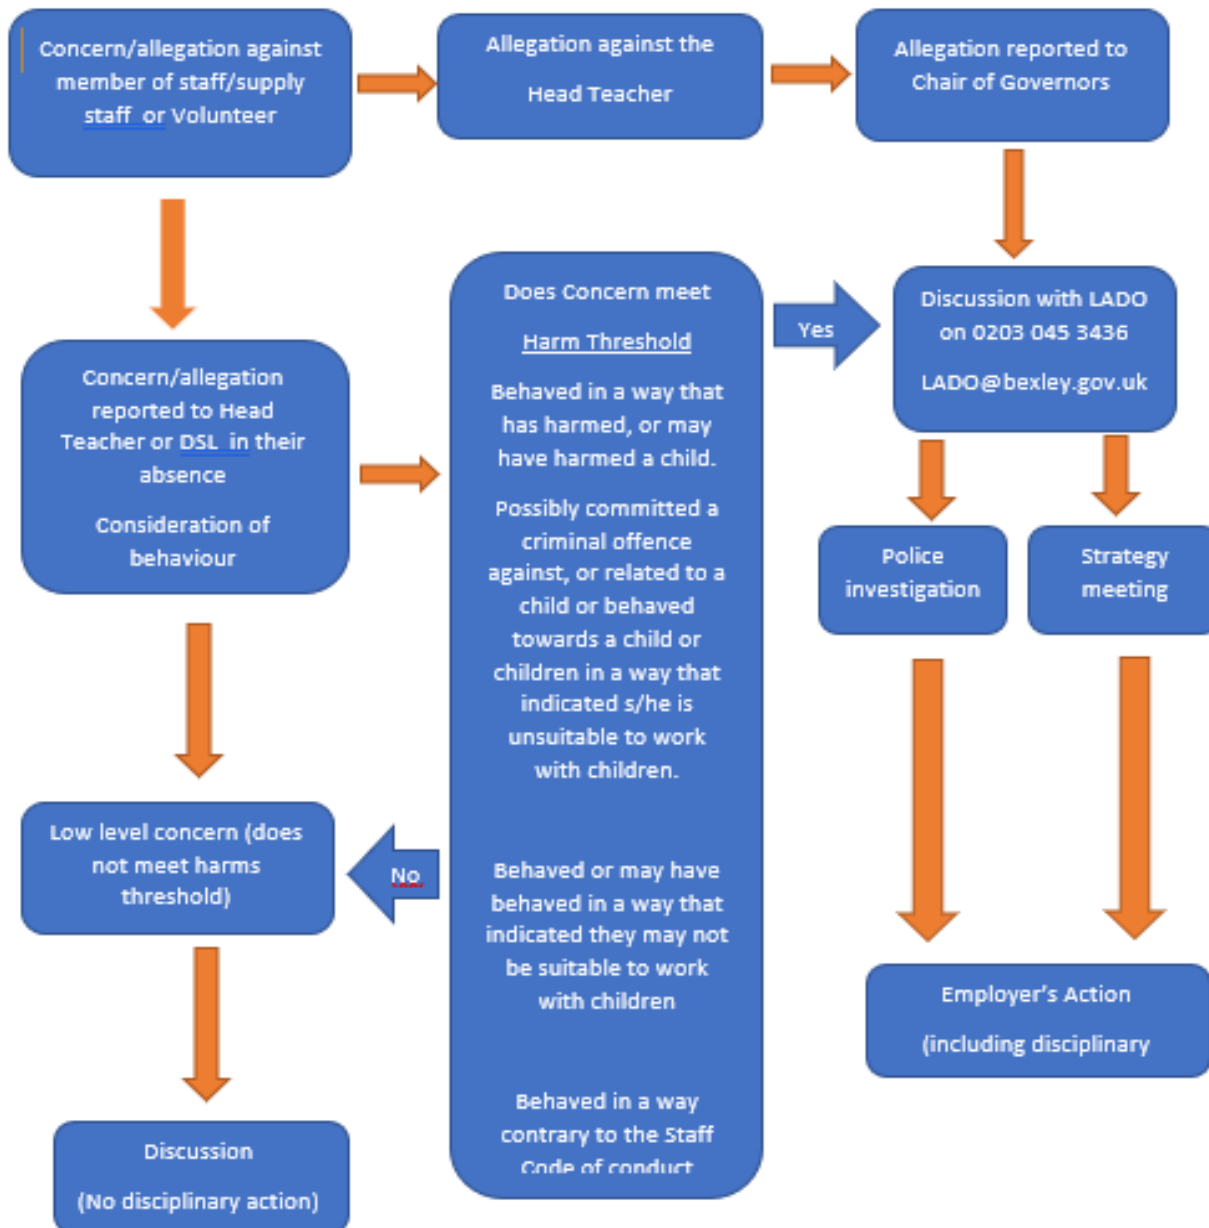 Concern/allegation against
member of staff/supply
staff or Volunteer
Allegation against the
Head Teacher
Allegation reported to
Chair of Governors
Concern/allegation
reported to Head
Teacher or DSL in their
absence
Consideration of
behaviour
Does Concern meet
Harm Threshold
Behaved in a way that
has harmed, or may
have harmed a child.
Possibly committed a
criminal offence
against, or related to a
child or behaved
towards a child or
children in a way that
indicated s/he is
unsuitable to work
with children.
Behaved or may have
behaved in a way that
indicated they may not
be suitable to work
with children
Behaved in a way
contrary to the Staff
Code of conduct
Yes
Discussion with LADO
on 0203 045 3436
LADO@bexley.gov.uk
Police
investigation
Strategy
meeting
Employer's Action
(including disciplinary
No
Low level concern (does
not meet harms
threshold)
Discussion
(No disciplinary action)